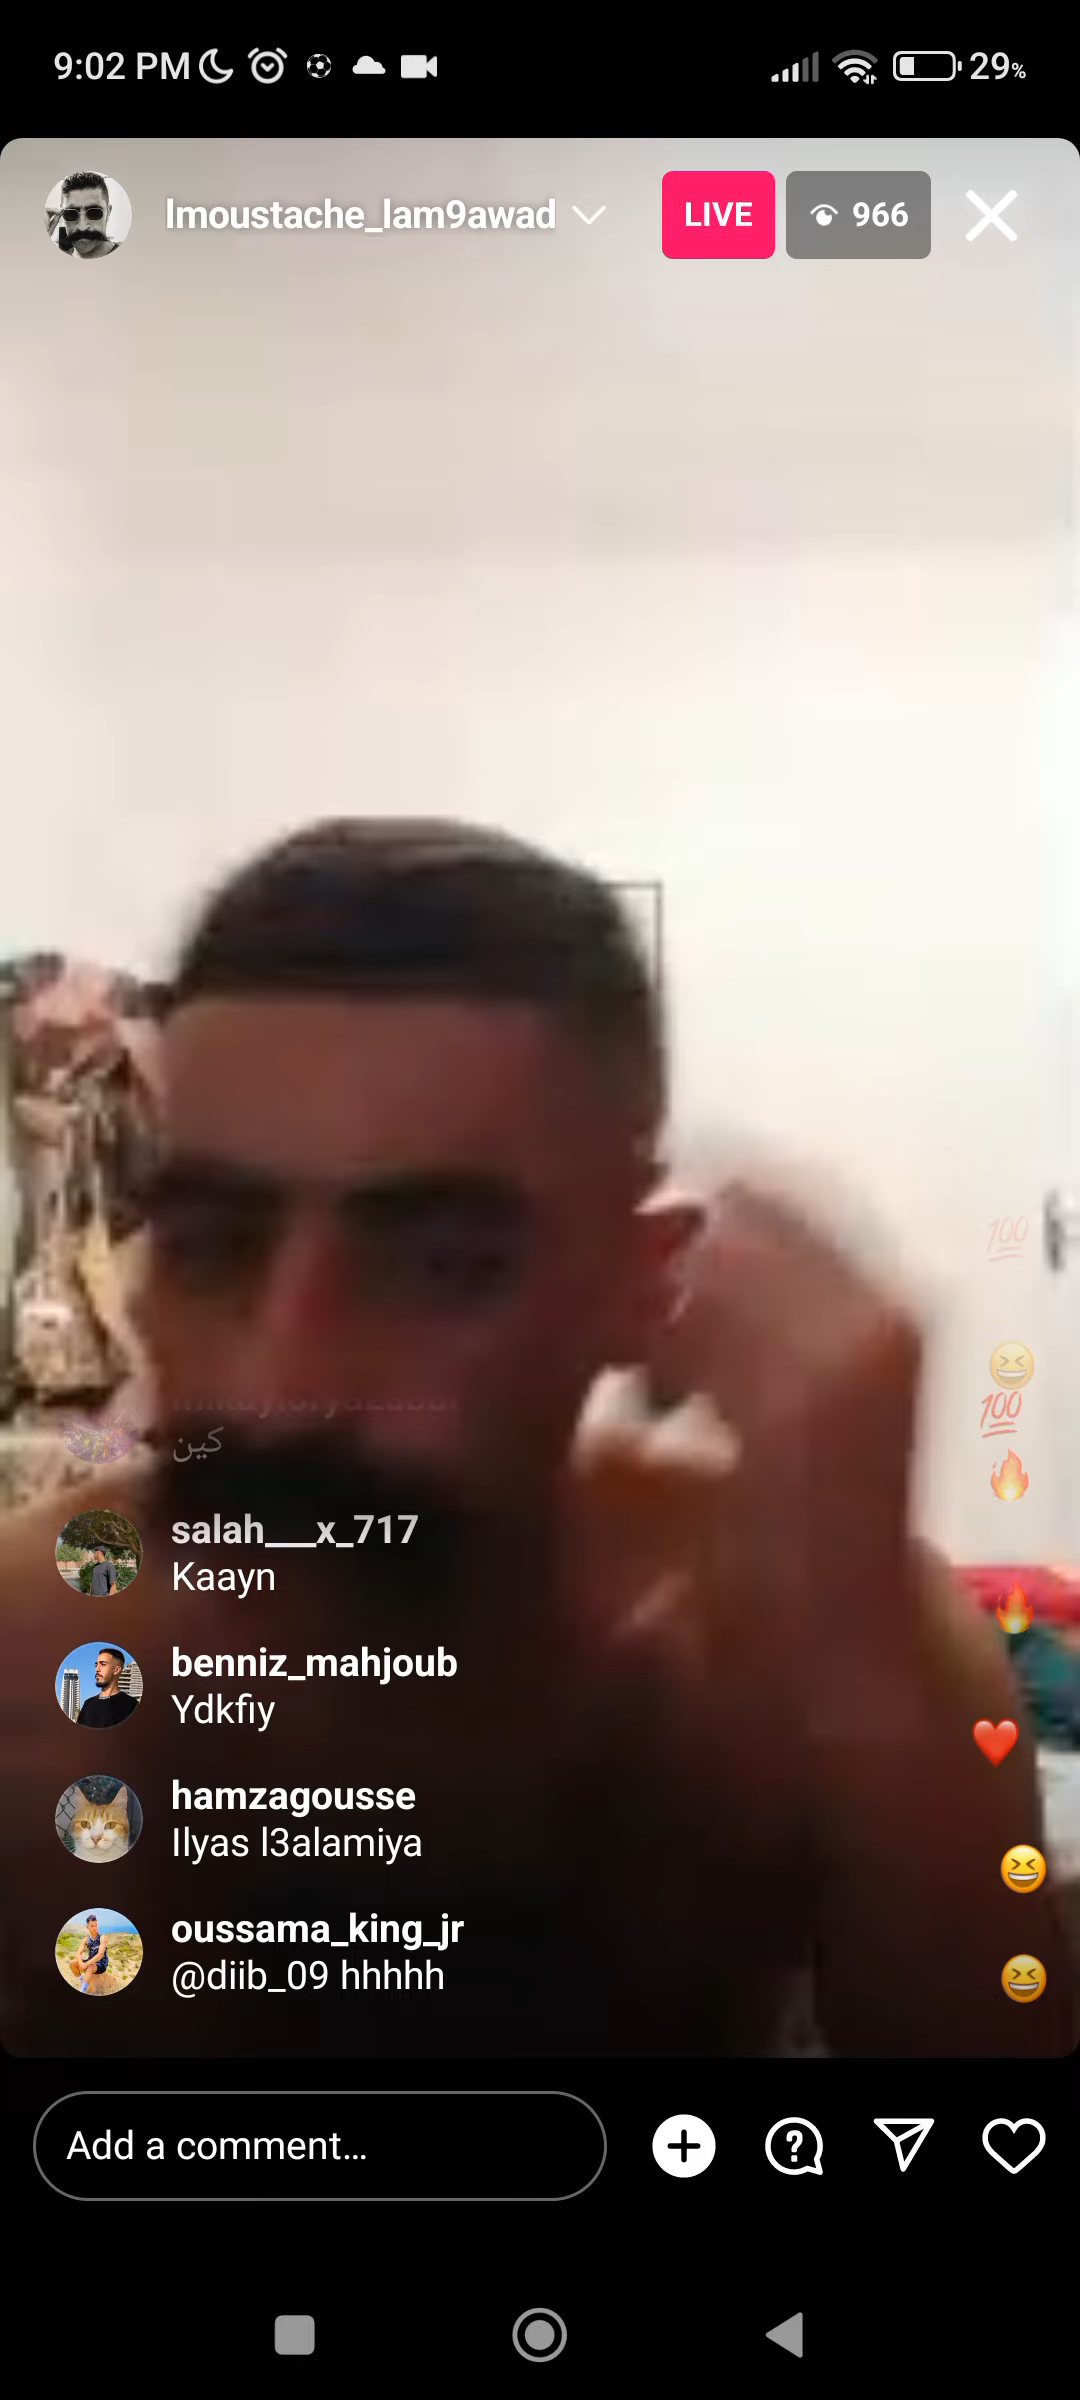 9:02 PM
29%
lmoustache_lam9awad
LIVE
966
كين
salah___x_717
Kaayn
benniz_mahjoub
Ydkfiy
hamzagousse
Ilyas l3alamiya
oussama_king_jr
@diib_09 hhhhh
Add a comment...